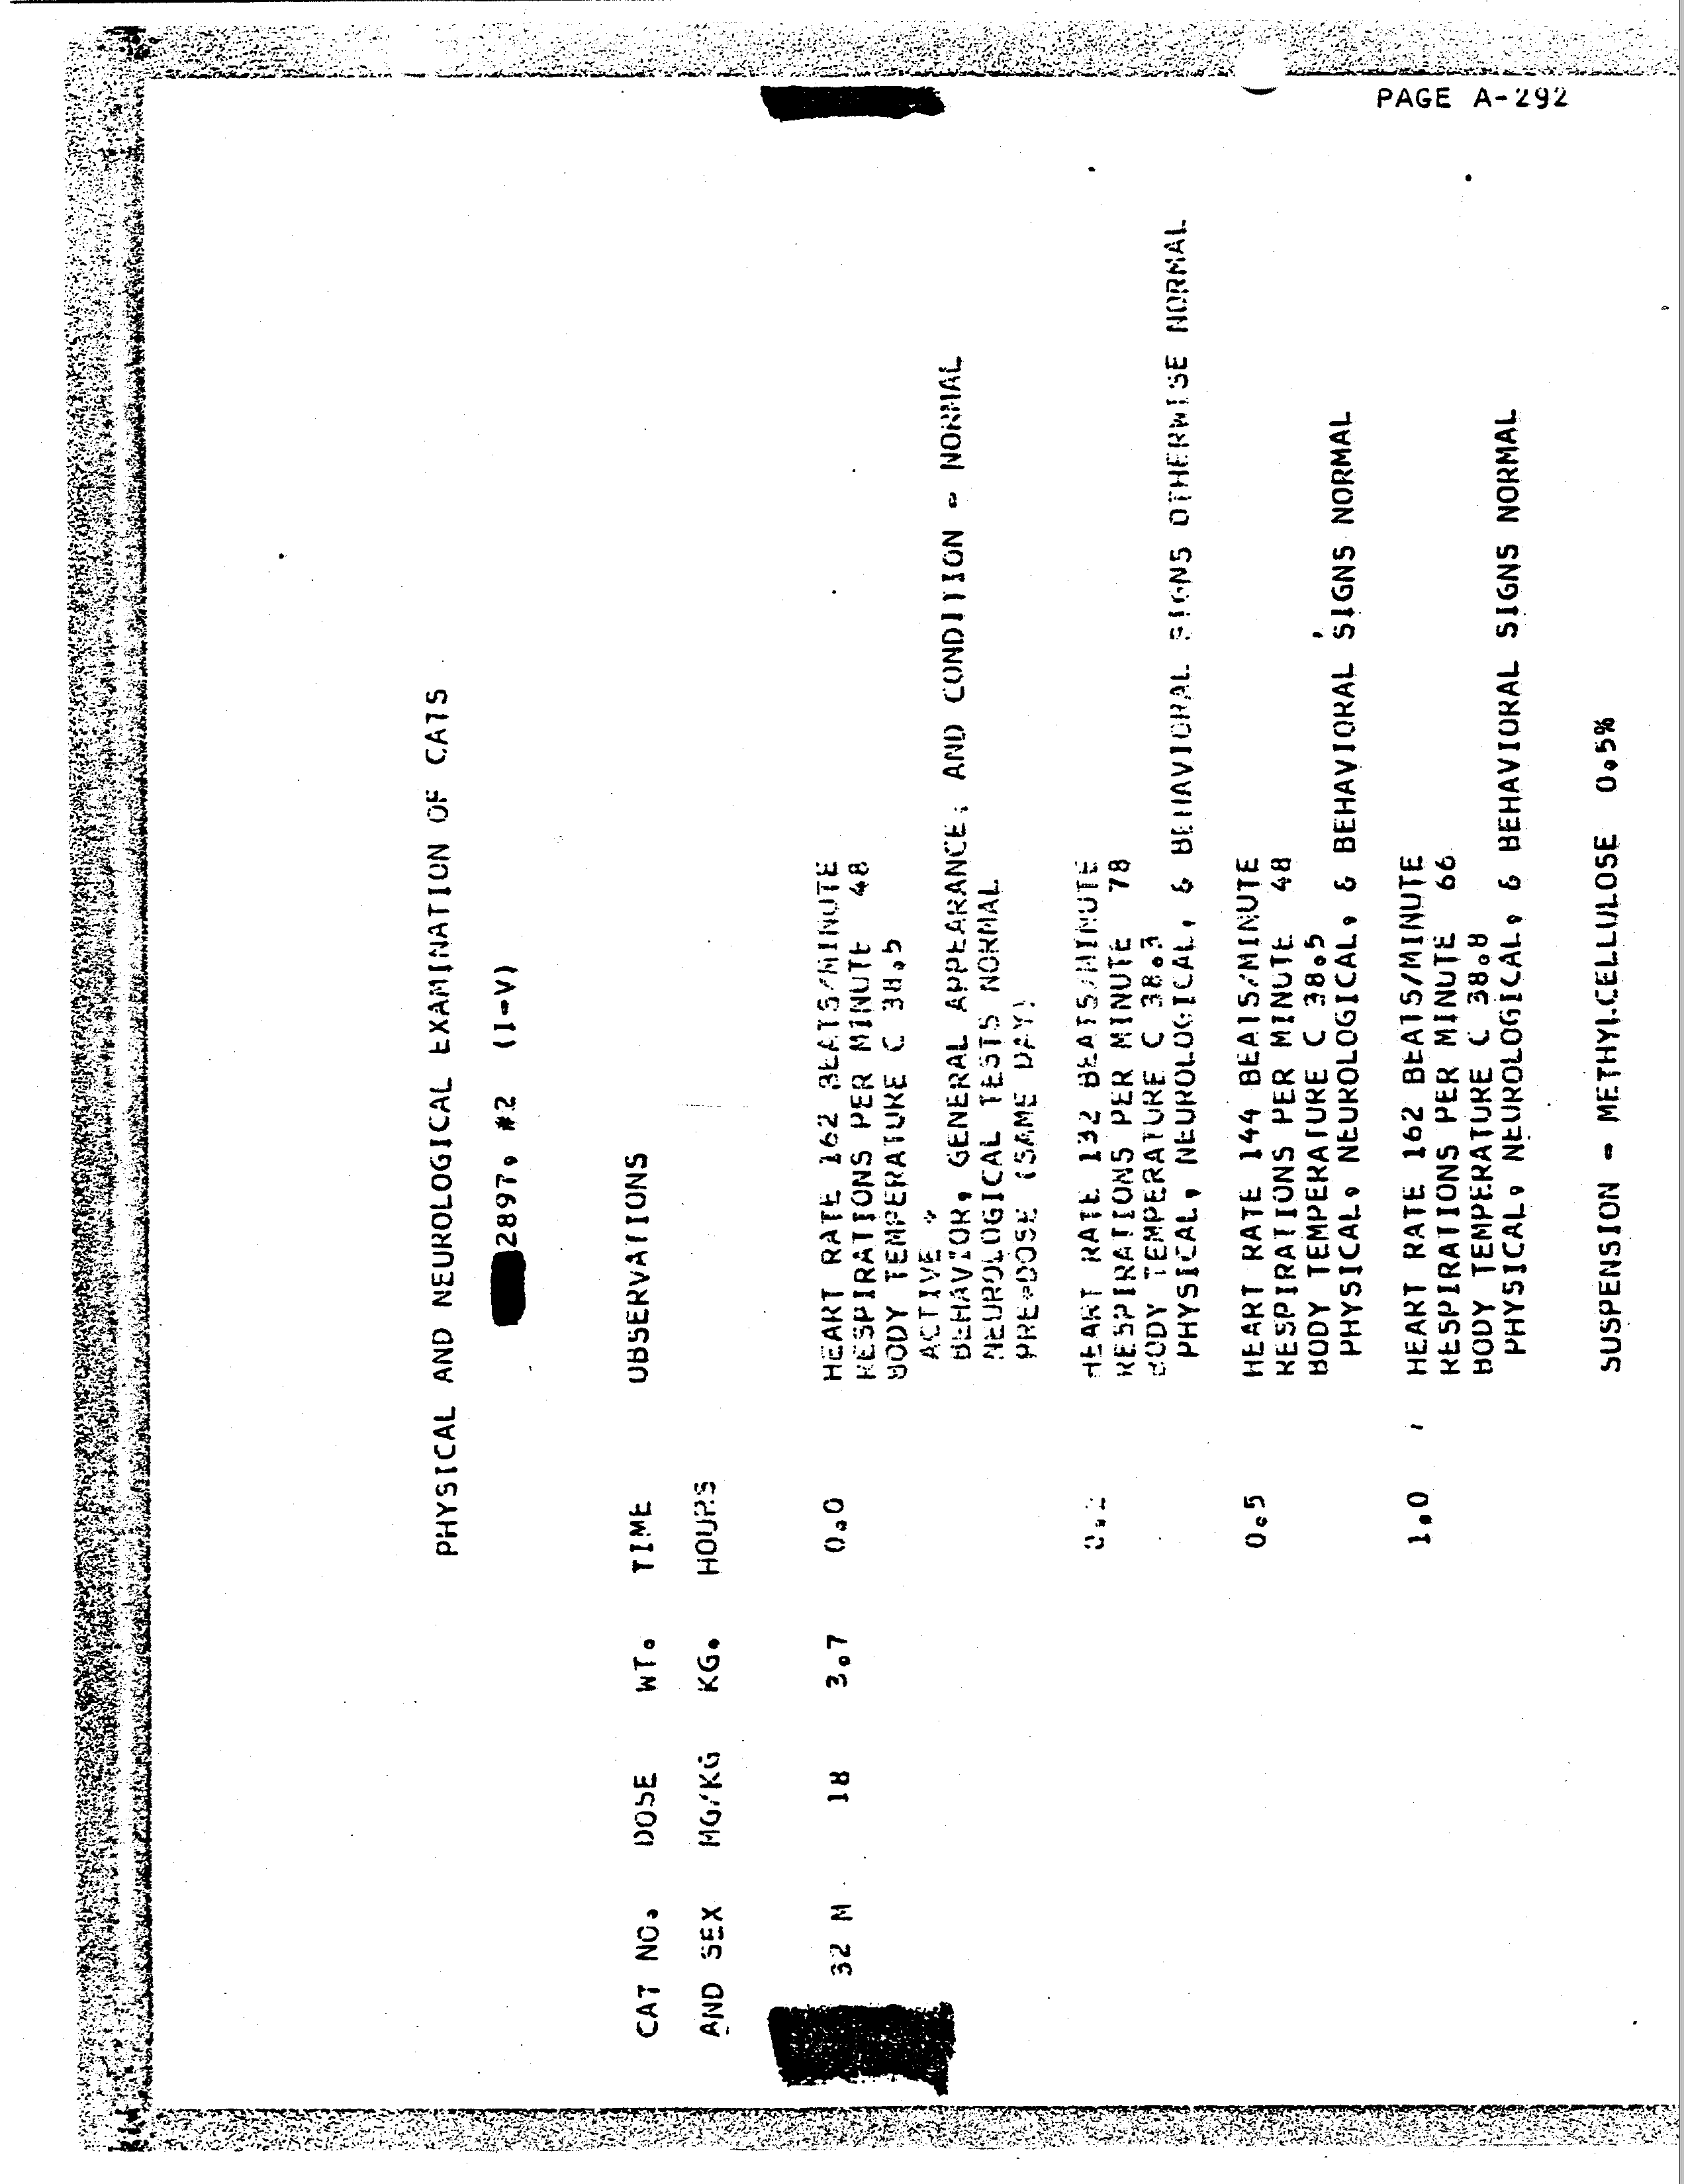 PAGE A-292
PHYSICAL AND NEUROLOGICAL EXAMINATION OF CATS
2897, #2 (I-V)
CAT NO. DOSE WT. TIME OBSERVATIONS
AND SEX MG/KG KG. HOURS
32 M 18 3.7 0.0 HEART RATE 162 BEATS/MINUTE
RESPIRATIONS PER MINUTE 48
BODY TEMPERATURE C 38.5
ACTIVE *
BEHAVIOR, GENERAL APPEARANCE, AND CONDITION - NORMAL
NEUROLOGICAL TESTS NORMAL
PRE-DOSE (SAME DAY)
0.2 HEART RATE 132 BEATS/MINUTE
RESPIRATIONS PER MINUTE 78
BODY TEMPERATURE C 38.3
PHYSICAL, NEUROLOGICAL, & BEHAVIORAL SIGNS OTHERWISE NORMAL
0.5 HEART RATE 144 BEATS/MINUTE
RESPIRATIONS PER MINUTE 48
BODY TEMPERATURE C 38.5
PHYSICAL, NEUROLOGICAL, & BEHAVIORAL SIGNS NORMAL
1.0 HEART RATE 162 BEATS/MINUTE
RESPIRATIONS PER MINUTE 66
BODY TEMPERATURE C 38.8
PHYSICAL, NEUROLOGICAL, & BEHAVIORAL SIGNS NORMAL
SUSPENSION - METHYLCELLULOSE 0.5%